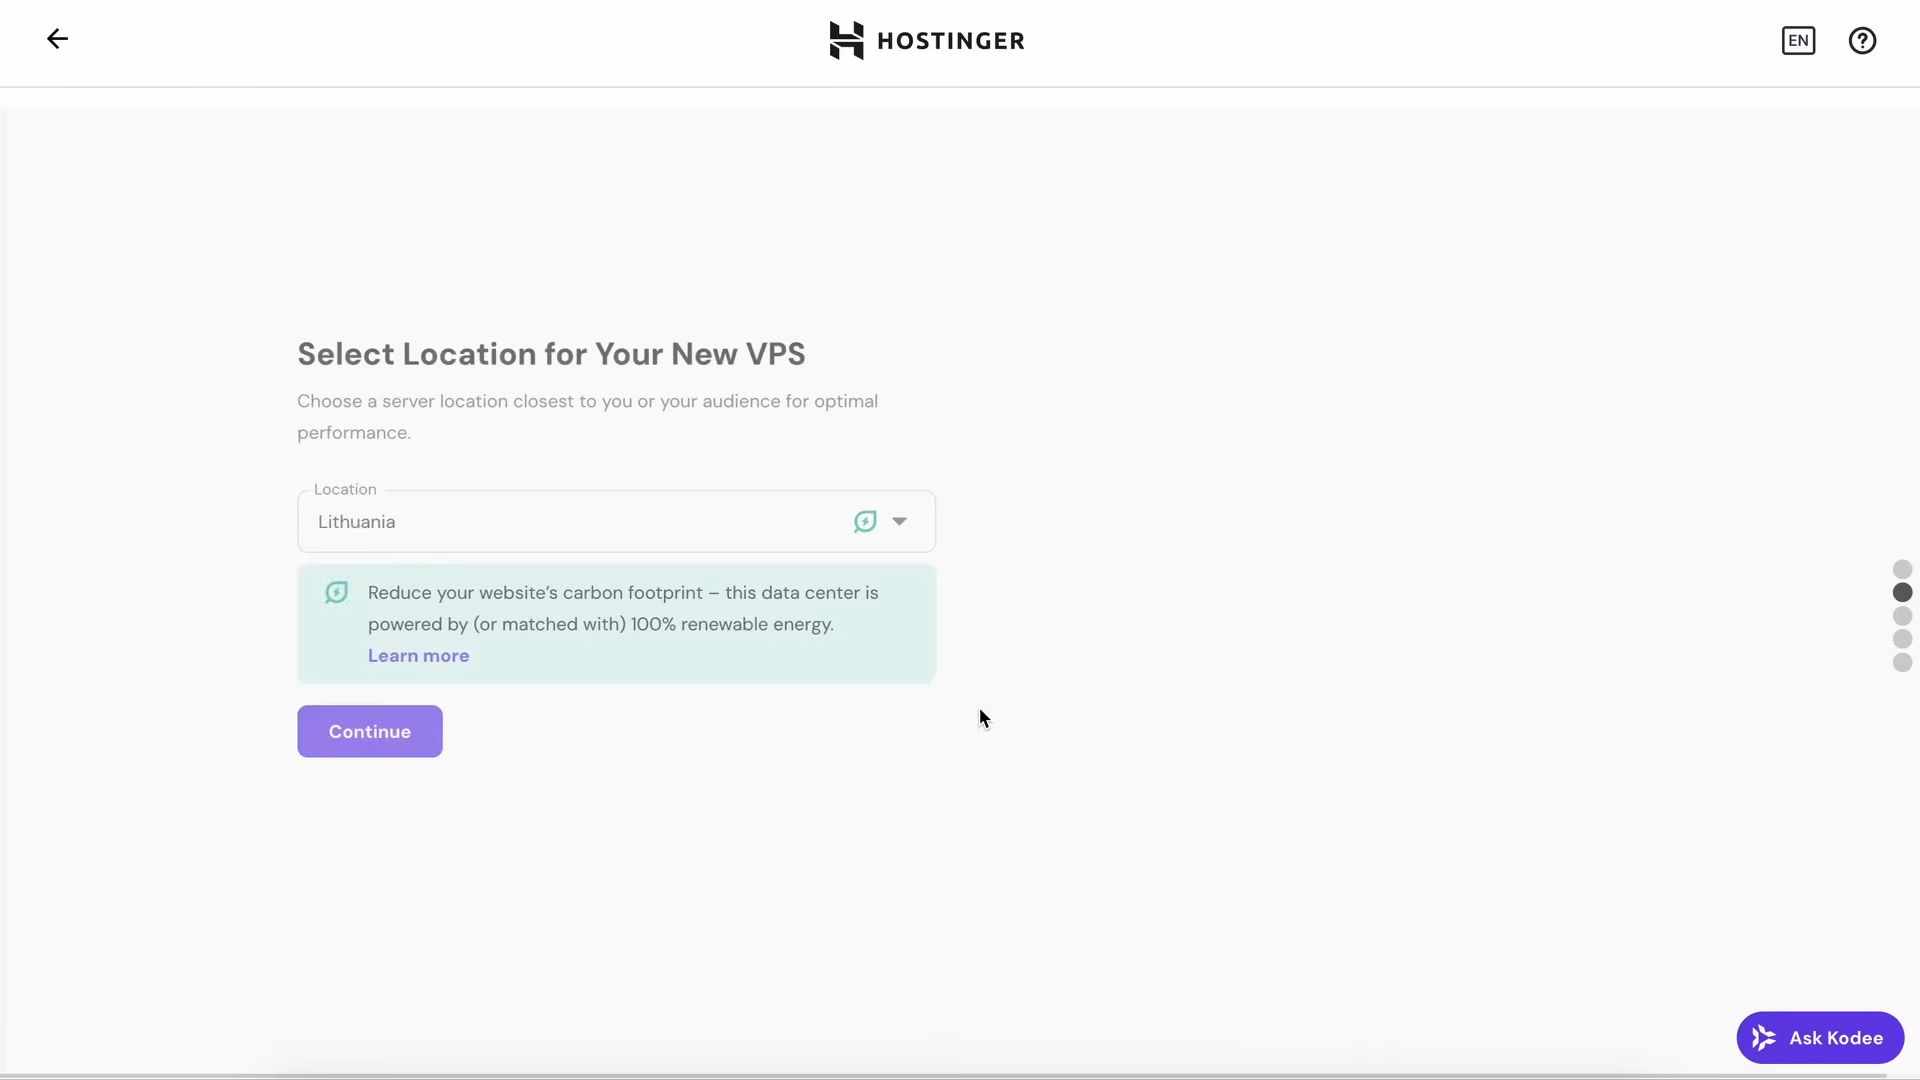 HOSTINGER
EN
Select Location for Your New VPS
Choose a server location closest to you or your audience for optimal
performance.
Location
Lithuania
Reduce your website’s carbon footprint – this data center is
powered by (or matched with) 100% renewable energy.
Learn more
Continue
Ask Kodee